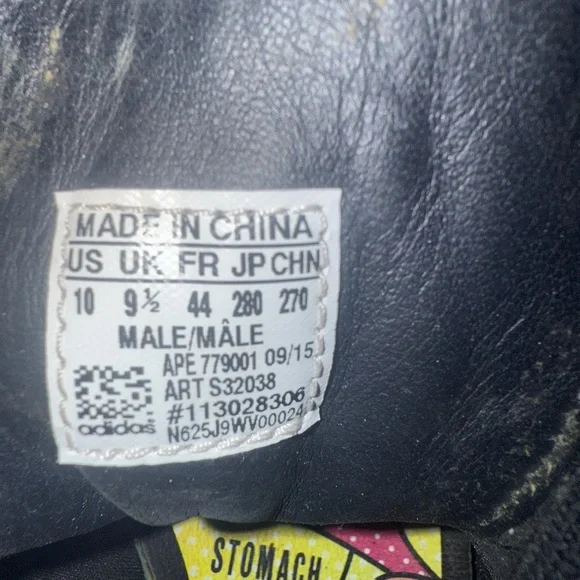 MADE IN CHINA
US UK FR JP CHN
10 9½ 44 280 270
MALE/MÂLE
APE 779001 09/15
ART S32038
#113028306
adidas N625J9WV00024
STOMACH